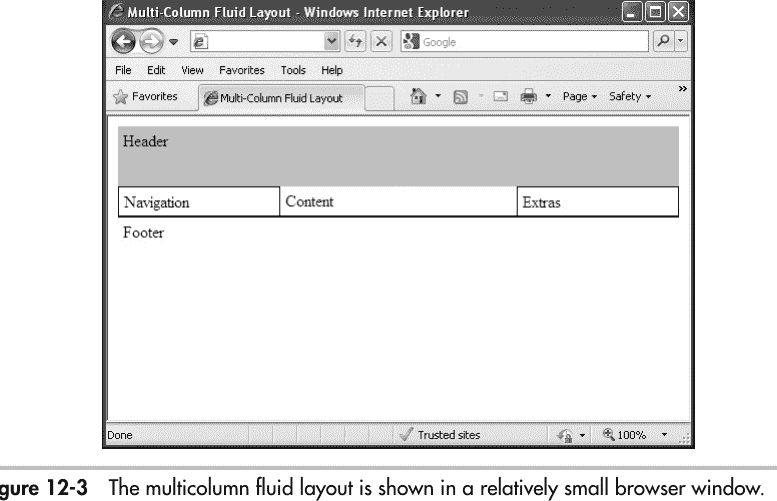 Multi-Column Fluid Layout - Windows Internet Explorer
Google
File Edit View Favorites Tools Help
Favorites Multi-Column Fluid Layout Page Safety »
Header
Navigation Content Extras
Footer
Done Trusted sites 100%
gure 12-3 The multicolumn fluid layout is shown in a relatively small browser window.